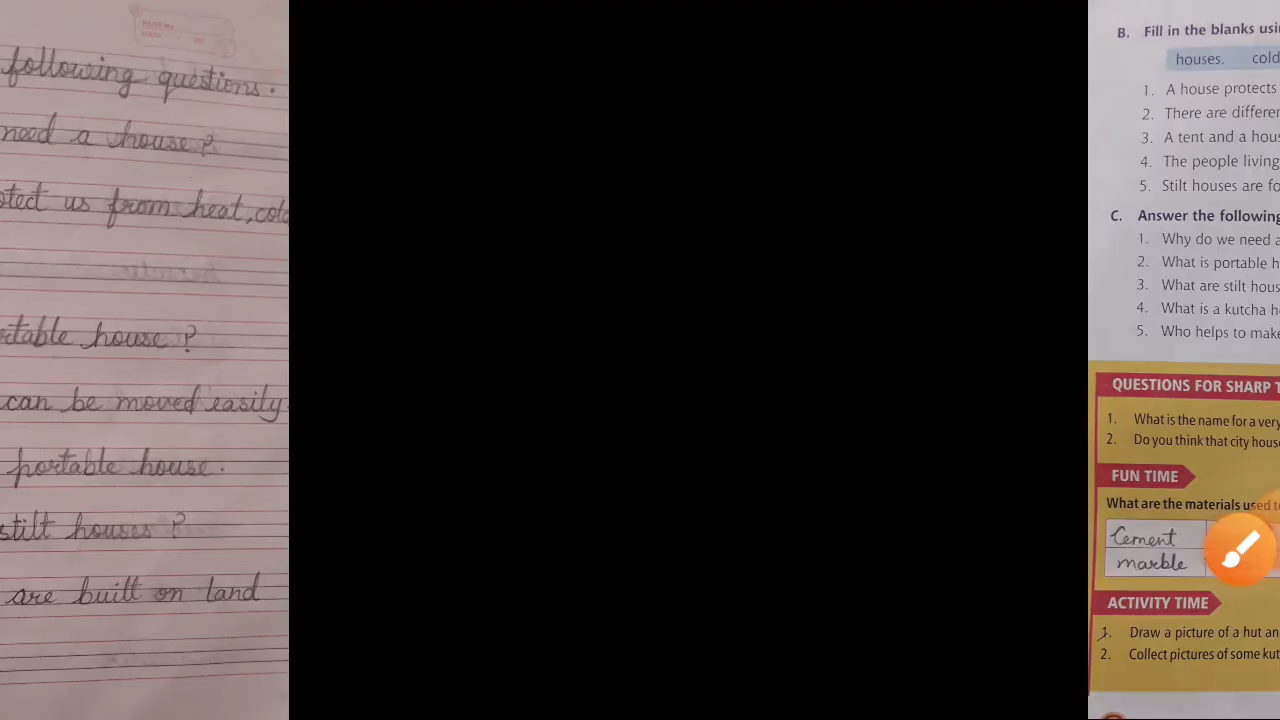 following questions.
need a house?
otect us from heat, cold
rtable house?
can be moved easily
portable house.
stilt houses?
are built on land
B. Fill in the blanks usi
houses. cold
1. A house protects
2. There are differen
3. A tent and a hous
4. The people living
5. Stilt houses are fo
C. Answer the following
1. Why do we need a
2. What is portable h
3. What are stilt hous
4. What is a kutcha ho
5. Who helps to make
QUESTIONS FOR SHARP T
1. What is the name for a very
2. Do you think that city house
FUN TIME
What are the materials used to
Cement
marble
ACTIVITY TIME
1. Draw a picture of a hut an
2. Collect pictures of some kut